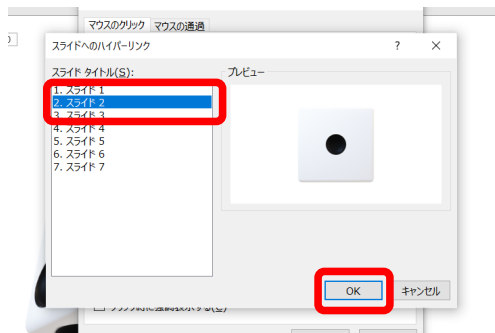 マウスのクリック マウスの通過
スライドへのハイパーリンク ? ×
スライド タイトル(S): プレビュー
1. スライド 1
2. スライド 2
3. スライド 3
4. スライド 4
5. スライド 5
6. スライド 6
7. スライド 7
OK キャンセル